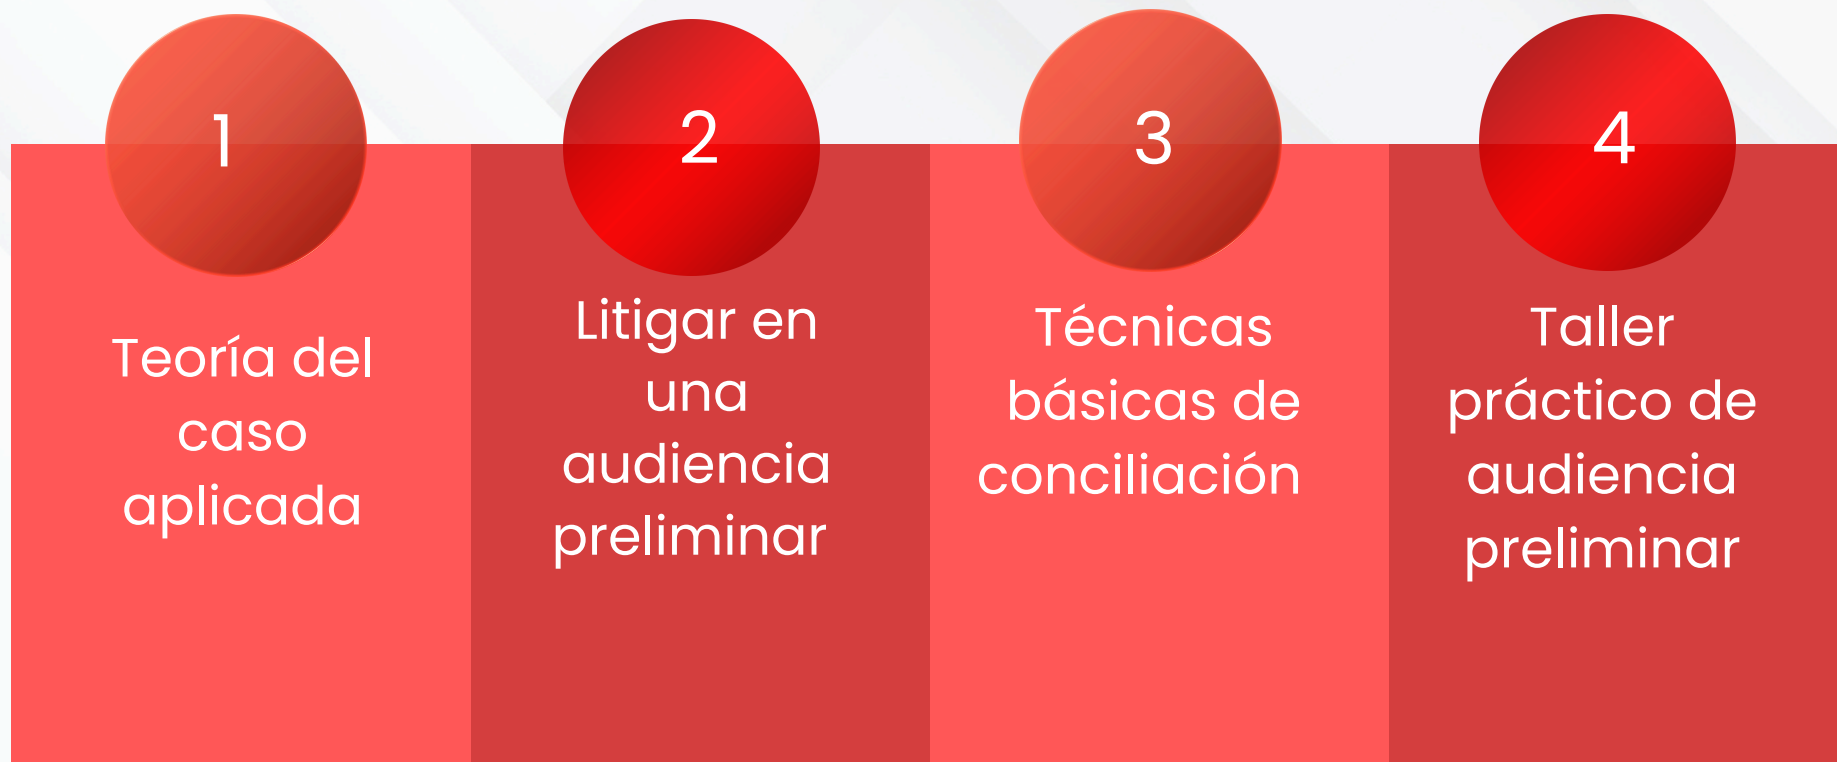 1
Teoría del
caso
aplicada
2
Litigar en
una
audiencia
preliminar
3
Técnicas
básicas de
conciliación
4
Taller
práctico de
audiencia
preliminar